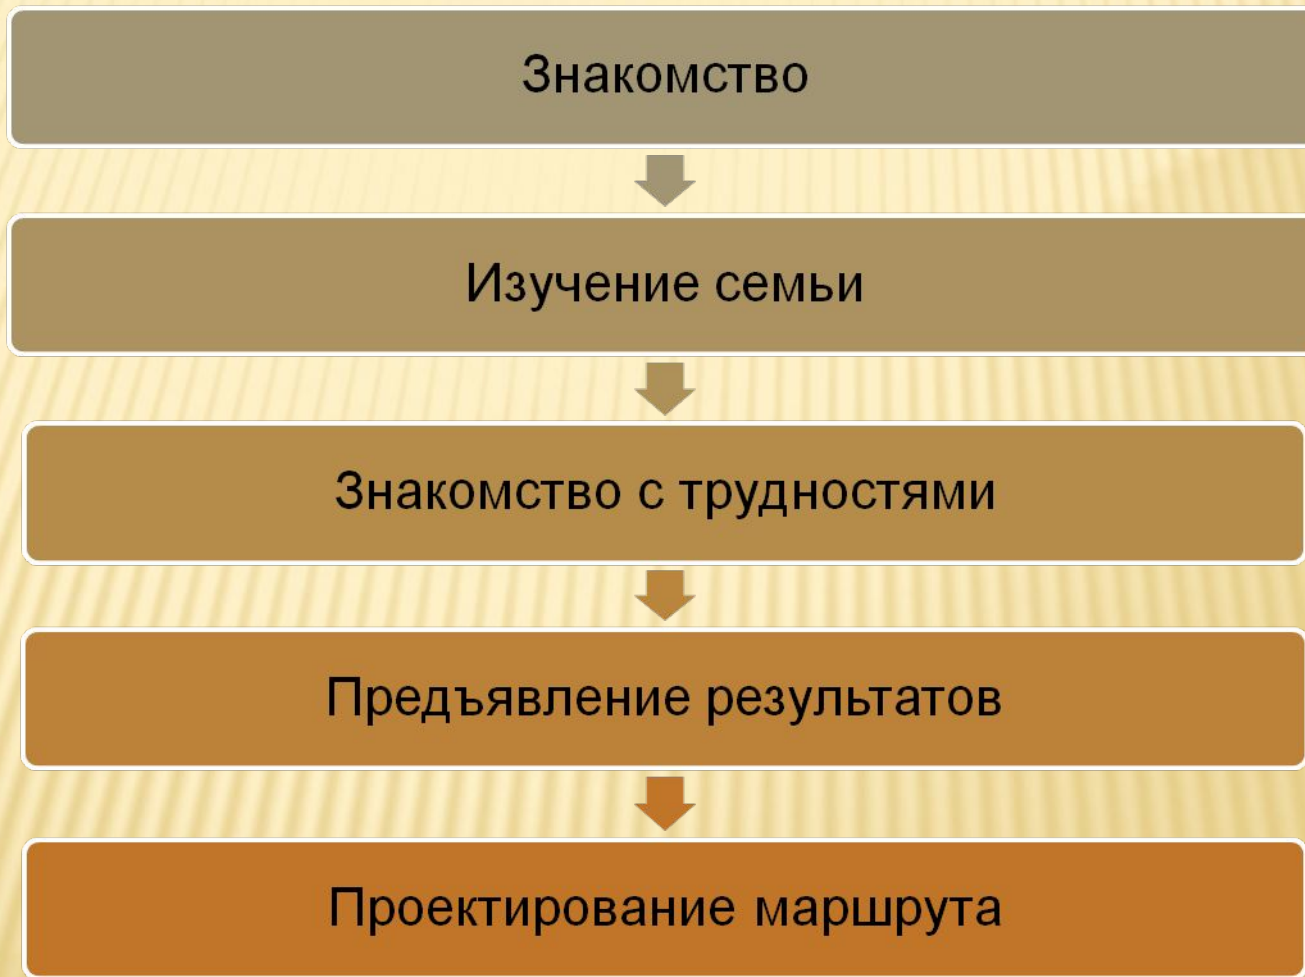 Знакомство
Изучение семьи
Знакомство с трудностями
Предъявление результатов
Проектирование маршрута